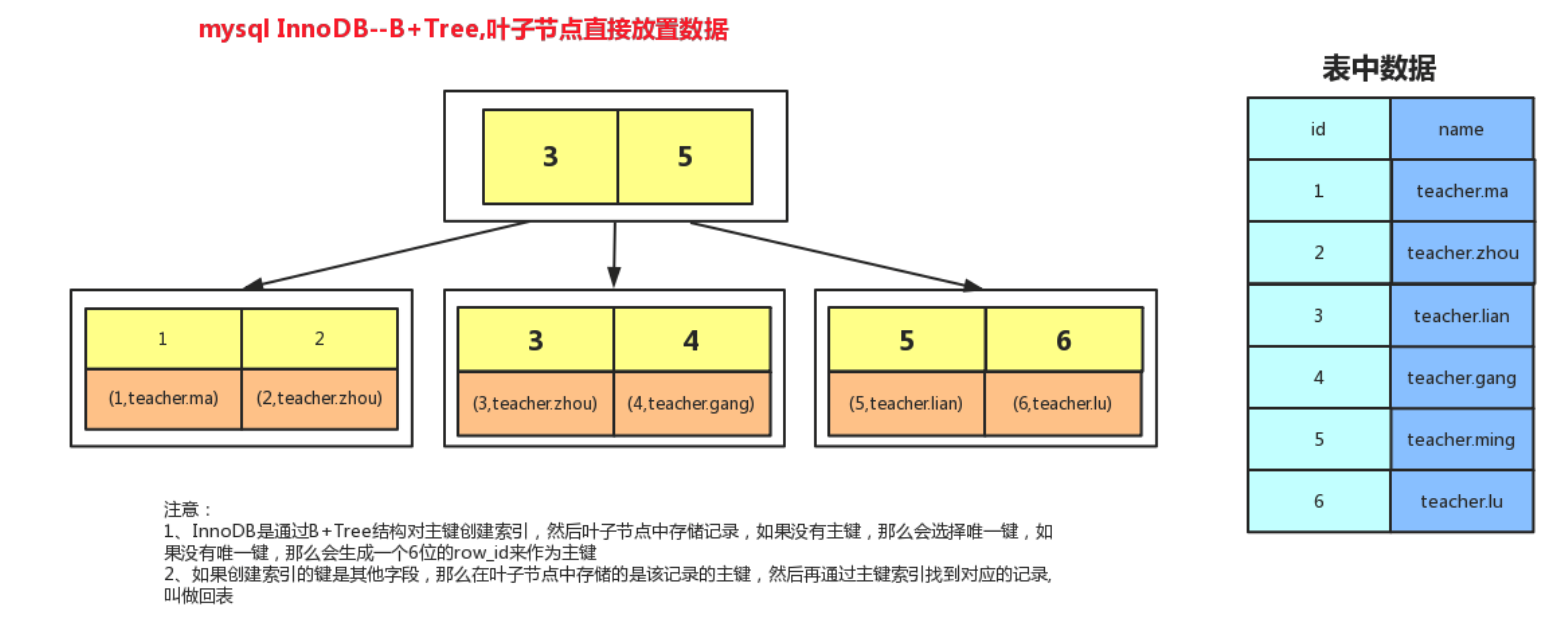 mysql InnoDB--B+Tree,叶子节点直接放置数据
3 5
1 2
(1,teacher.ma) (2,teacher.zhou)
3 4
(3,teacher.zhou) (4,teacher.gang)
5 6
(5,teacher.lian) (6,teacher.lu)
表中数据
id name
1 teacher.ma
2 teacher.zhou
3 teacher.lian
4 teacher.gang
5 teacher.ming
6 teacher.lu
注意：
1、InnoDB是通过B+Tree结构对主键创建索引，然后叶子节点中存储记录，如果没有主键，那么会选择唯一键，如
果没有唯一键，那么会生成一个6位的row_id来作为主键
2、如果创建索引的键是其他字段，那么在叶子节点中存储的是该记录的主键，然后再通过主键索引找到对应的记录,
叫做回表